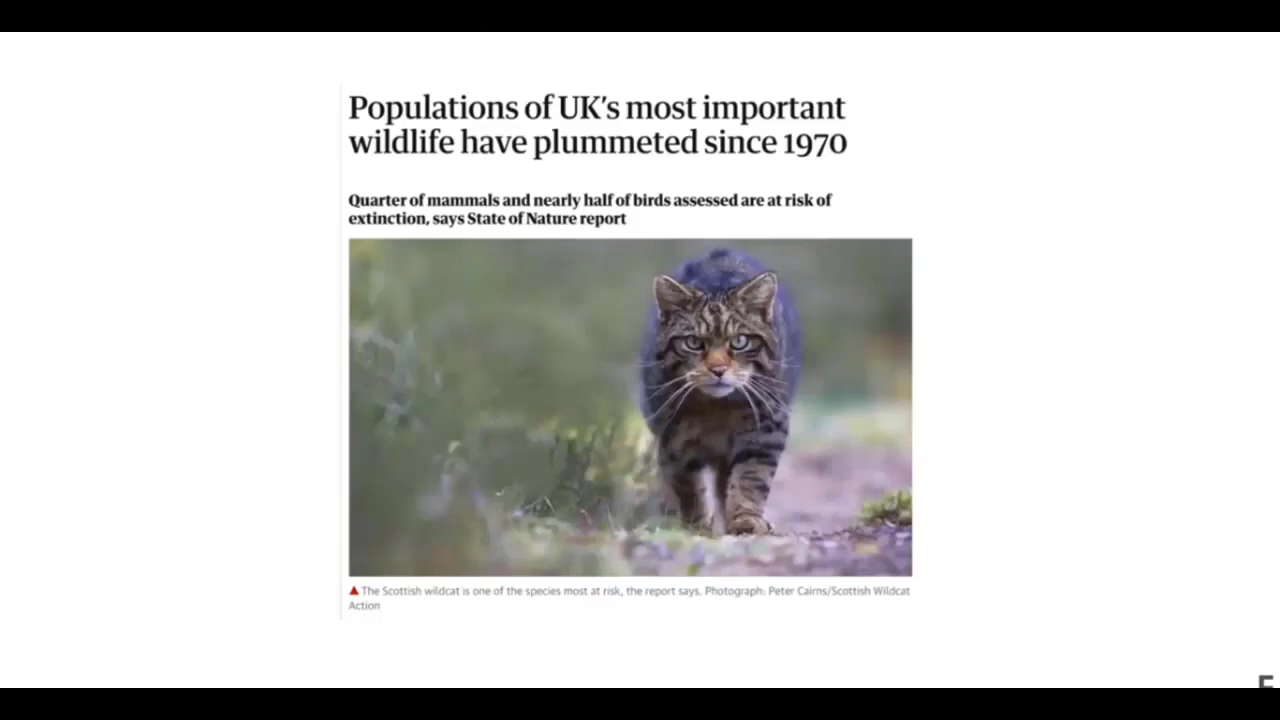 Populations of UK's most important
wildlife have plummeted since 1970
Quarter of mammals and nearly half of birds assessed are at risk of
extinction, says State of Nature report
▲ The Scottish wildcat is one of the species most at risk, the report says. Photograph: Peter Cairns/Scottish Wildcat
Action